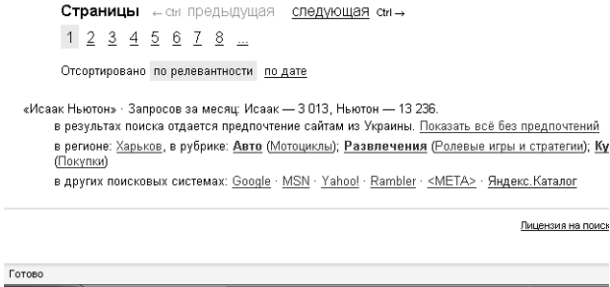 Страницы ← Ctrl предыдущая следующая Ctrl →
1 2 3 4 5 6 7 8 ...
Отсортировано по релевантности по дате
«Исаак Ньютон» · Запросов за месяц: Исаак — 3 013, Ньютон — 13 236.
в результах поиска отдается предпочтение сайтам из Украины. Показать всё без предпочтений
в регионе: Харьков, в рубрике: Авто (Мотоциклы); Развлечения (Ролевые игры и стратегии); Ку
(Покупки)
в других поисковых системах: Google · MSN · Yahoo! · Rambler · <META> · Яндекс.Каталог
Лицензия на поиск
Готово